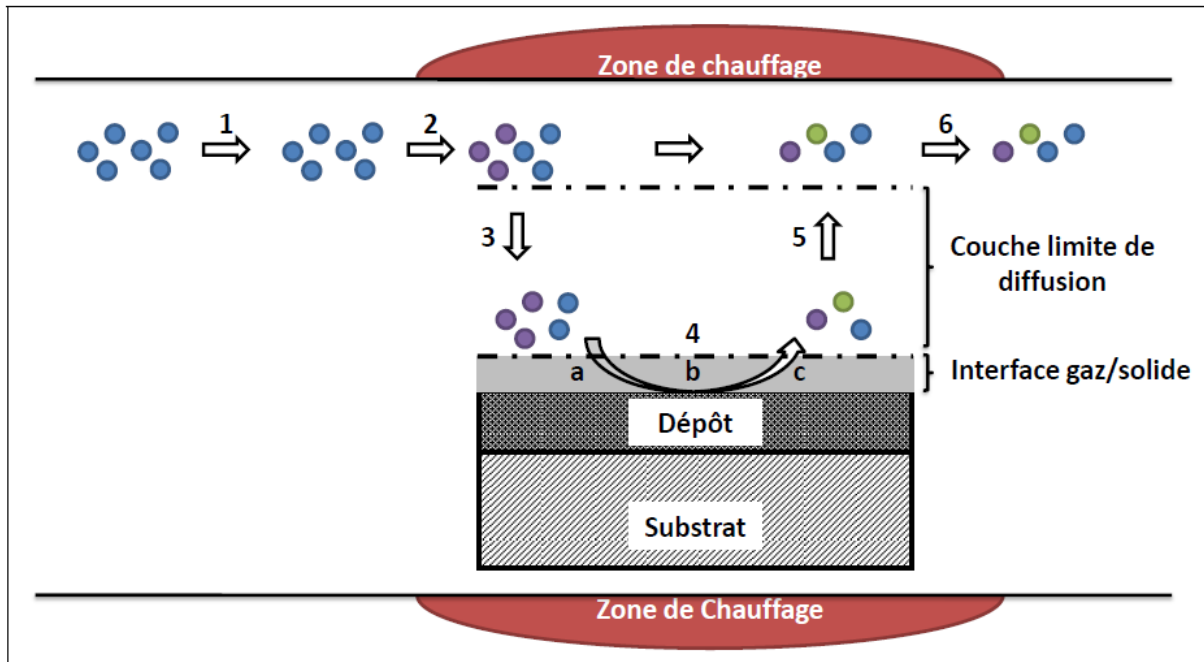 Zone de chauffage
1
2
6
3
5
Couche limite de
diffusion
4
a
b
c
Interface gaz/solide
Dépôt
Substrat
Zone de Chauffage